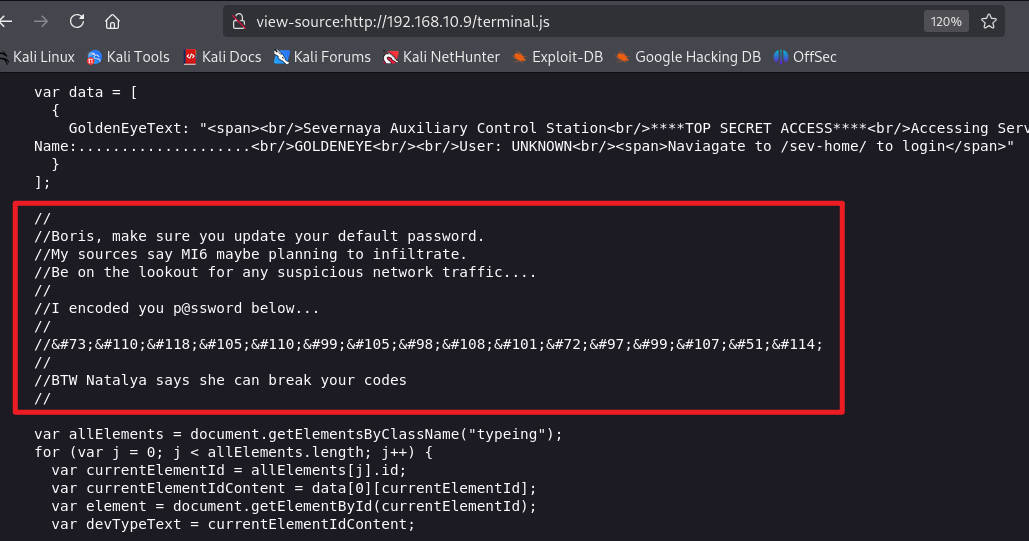 view-source:http://192.168.10.9/terminal.js
120%
Kali Linux Kali Tools Kali Docs Kali Forums Kali NetHunter Exploit-DB Google Hacking DB OffSec
var data = [
{
GoldenEyeText: "<span><br/>Severnaya Auxiliary Control Station<br/>****TOP SECRET ACCESS****<br/>Accessing Serv
Name:....................<br/>GOLDENEYE<br/><br/>User: UNKNOWN<br/><span>Naviagate to /sev-home/ to login</span>"
}
];
//
//Boris, make sure you update your default password.
//My sources say MI6 maybe planning to infiltrate.
//Be on the lookout for any suspicious network traffic....
//
//I encoded you p@ssword below...
//
//&#73;&#110;&#118;&#105;&#110;&#99;&#105;&#98;&#108;&#101;&#72;&#97;&#99;&#107;&#51;&#114;
//
//BTW Natalya says she can break your codes
//
var allElements = document.getElementsByClassName("typeing");
for (var j = 0; j < allElements.length; j++) {
var currentElementId = allElements[j].id;
var currentElementIdContent = data[0][currentElementId];
var element = document.getElementById(currentElementId);
var devTypeText = currentElementIdContent;